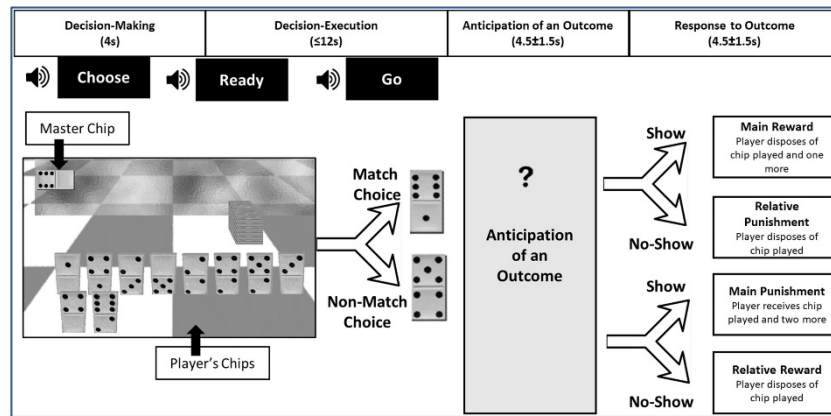 Decision-Making
(4s)
Decision-Execution
(≤12s)
Anticipation of an Outcome
(4.5±1.5s)
Response to Outcome
(4.5±1.5s)
Choose
Ready
Go
Master Chip
Match
Choice
Non-Match
Choice
Player's Chips
?
Anticipation
of an
Outcome
Show
No-Show
Show
No-Show
Main Reward
Player disposes of
chip played and one
more
Relative
Punishment
Player disposes of
chip played
Main Punishment
Player receives chip
played and two more
Relative Reward
Player disposes of
chip played